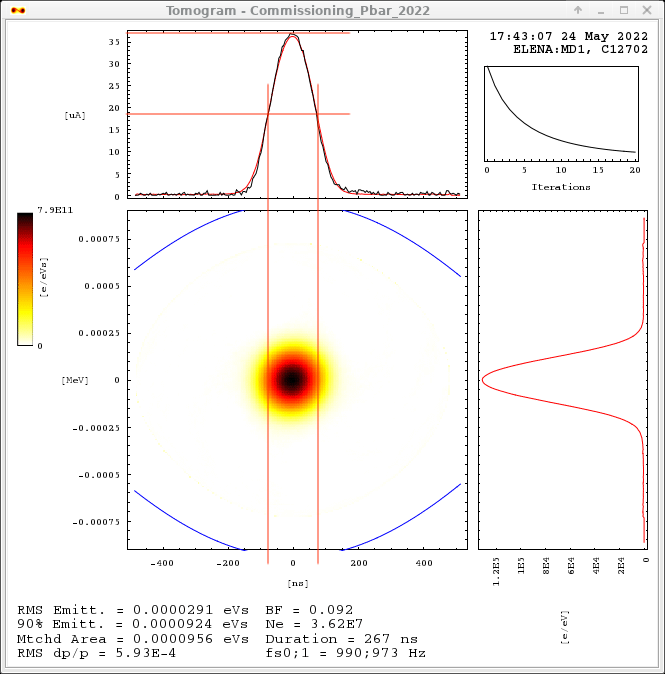 Tomogram - Commissioning_Pbar_2022
17:43:07 24 May 2022
ELENA:MD1, C12702
35
30
25
20
15
10
5
0
[uA]
0 5 10 15 20
Iterations
7.9E11
[e/eVs]
0
0.00075
0.0005
0.00025
[MeV] 0
-0.00025
-0.0005
-0.00075
-400 -200 0 200 400
[ns]
1.2E5 1E5 8E4 6E4 4E4 2E4 0
[e/eV]
RMS Emitt. = 0.0000291 eVs BF = 0.092
90% Emitt. = 0.0000924 eVs Ne = 3.62E7
Mtchd Area = 0.0000956 eVs Duration = 267 ns
RMS dp/p = 5.93E-4 fs0;1 = 990;973 Hz